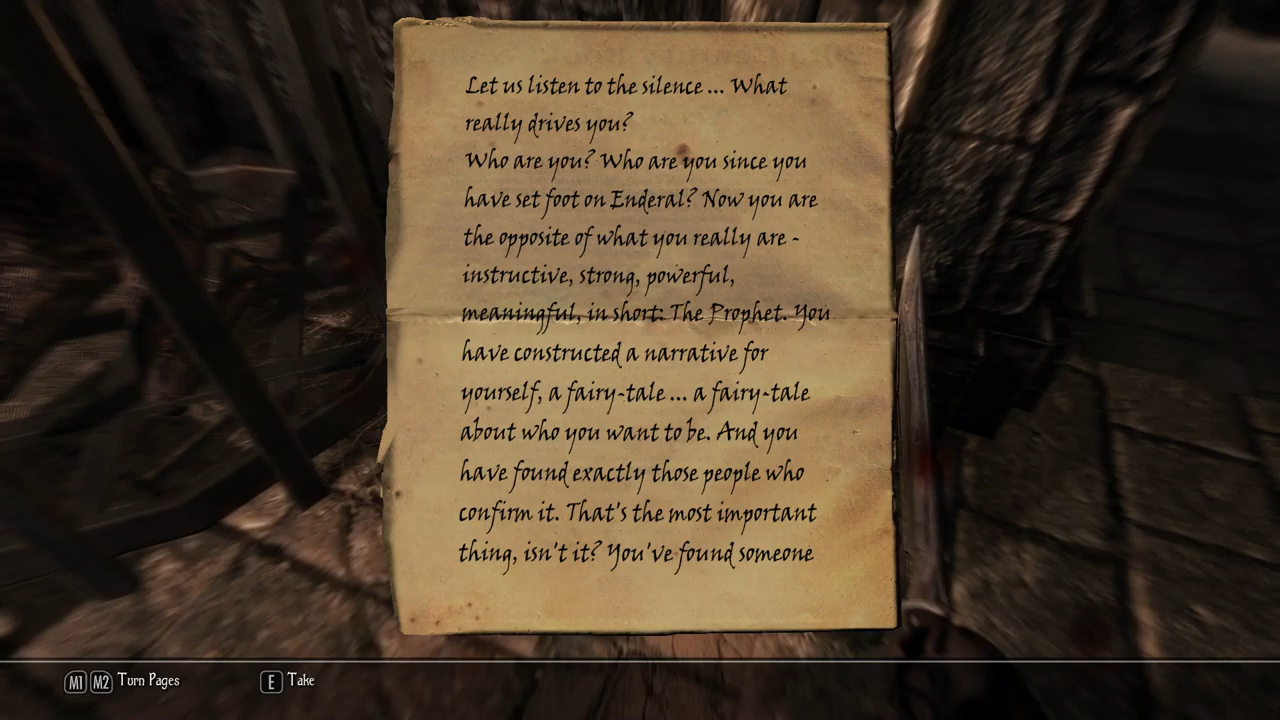 Let us listen to the silence ... What
really drives you?
Who are you? Who are you since you
have set foot on Enderal? Now you are
the opposite of what you really are -
instructive, strong, powerful,
meaningful, in short: The Prophet. You
have constructed a narrative for
yourself, a fairy-tale ... a fairy-tale
about who you want to be. And you
have found exactly those people who
confirm it. That's the most important
thing, isn't it? You've found someone
M1 M2 Turn Pages
E Take